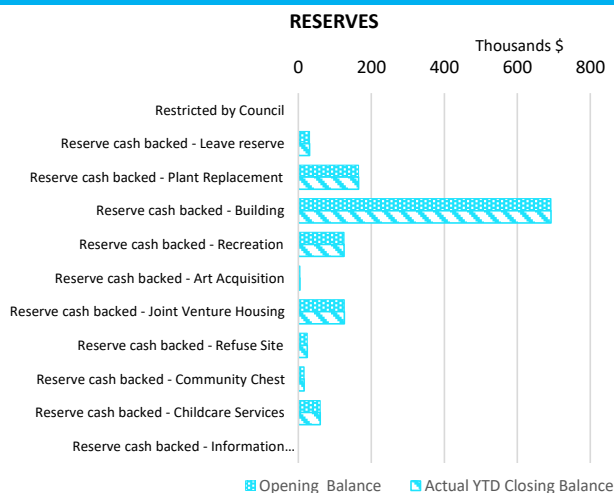 RESERVES
Thousands $
0 200 400 600 800
Restricted by Council
Reserve cash backed - Leave reserve
Reserve cash backed - Plant Replacement
Reserve cash backed - Building
Reserve cash backed - Recreation
Reserve cash backed - Art Acquisition
Reserve cash backed - Joint Venture Housing
Reserve cash backed - Refuse Site
Reserve cash backed - Community Chest
Reserve cash backed - Childcare Services
Reserve cash backed - Information...
Opening Balance Actual YTD Closing Balance